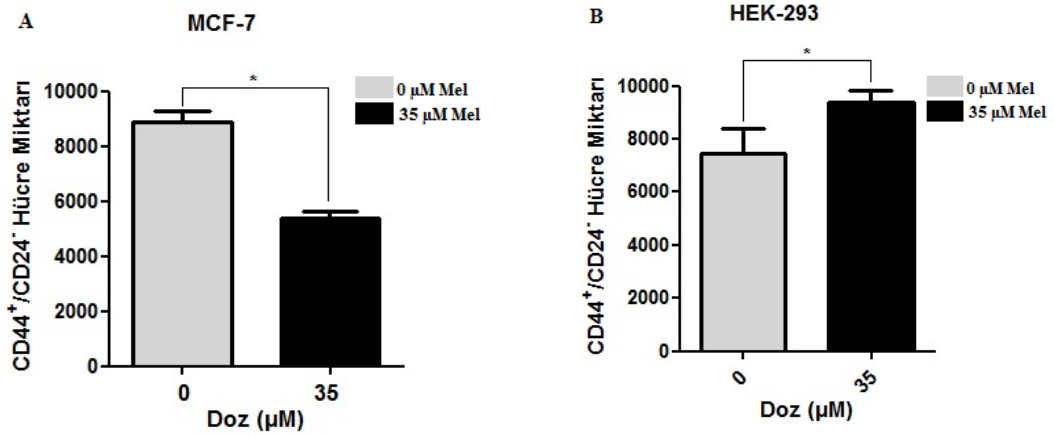 A
MCF-7
*
0 µM Mel
35 µM Mel
CD44⁺/CD24⁻ Hücre Miktarı
10000
8000
6000
4000
2000
0
0
35
Doz (µM)
B
HEK-293
*
0 µM Mel
35 µM Mel
CD44⁺/CD24⁻ Hücre Miktarı
10000
8000
6000
4000
2000
0
0
35
Doz (µM)